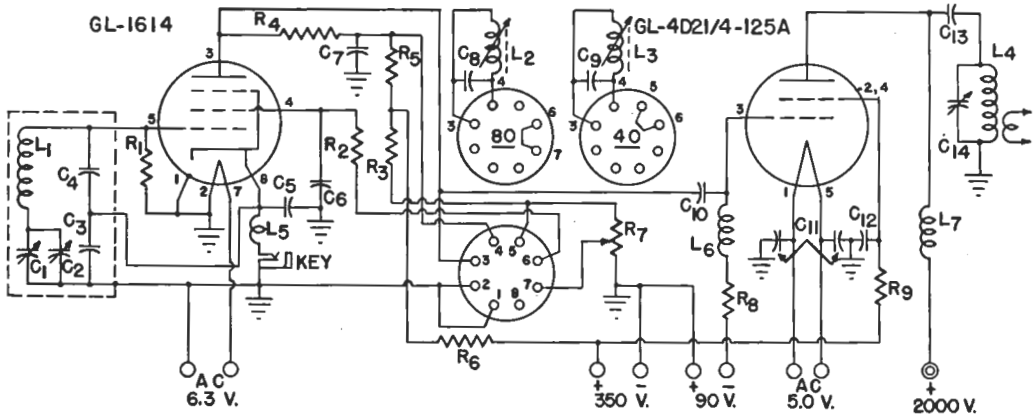 GL-1614
GL-4D21/4-125A
R4
C7
R5
C8
L2
C9
L3
C13
L4
C14
3
5
4
1
2
7
8
L1
C4
C3
C1
C2
R1
R2
R3
C5
C6
L5
KEY
4
3
6
7
80
4
5
3
6
40
3
2,4
1
5
C10
L6
C11
C12
L7
R7
R8
R9
4
5
3
6
2
7
1
8
R6
AC
6.3 V.
+ −
350 V.
+ −
90 V.
AC
5.0 V.
+
2000 V.